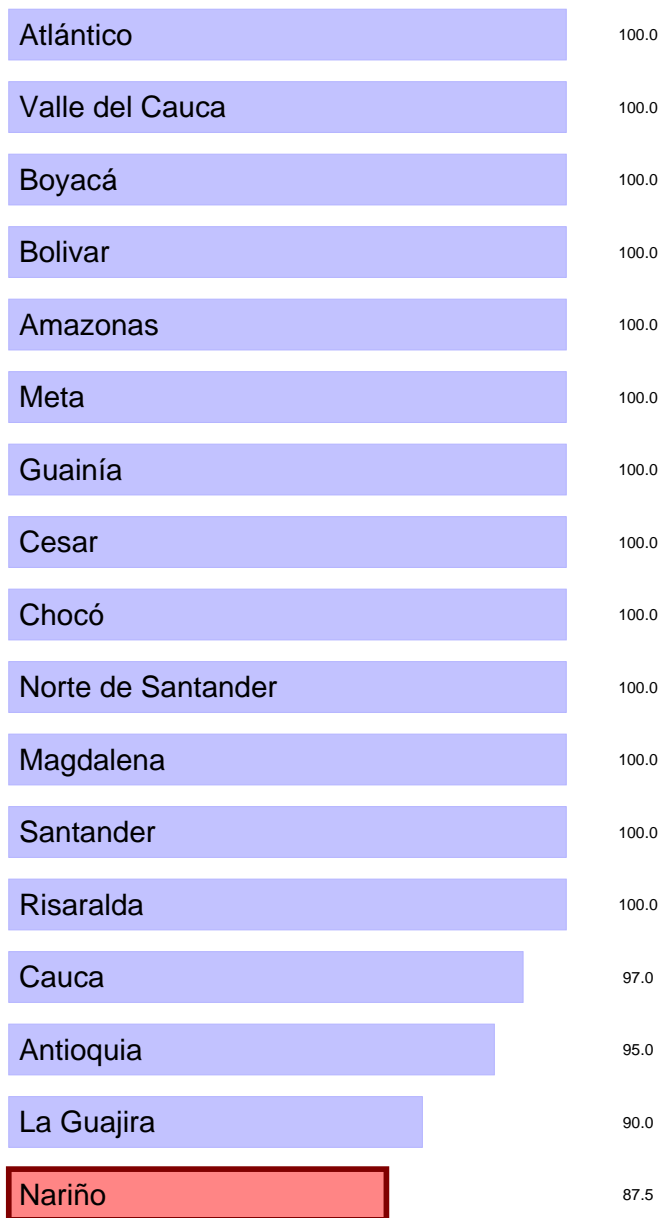 Atlántico 100.0
Valle del Cauca 100.0
Boyacá 100.0
Bolivar 100.0
Amazonas 100.0
Meta 100.0
Guainía 100.0
Cesar 100.0
Chocó 100.0
Norte de Santander 100.0
Magdalena 100.0
Santander 100.0
Risaralda 100.0
Cauca 97.0
Antioquia 95.0
La Guajira 90.0
Nariño 87.5